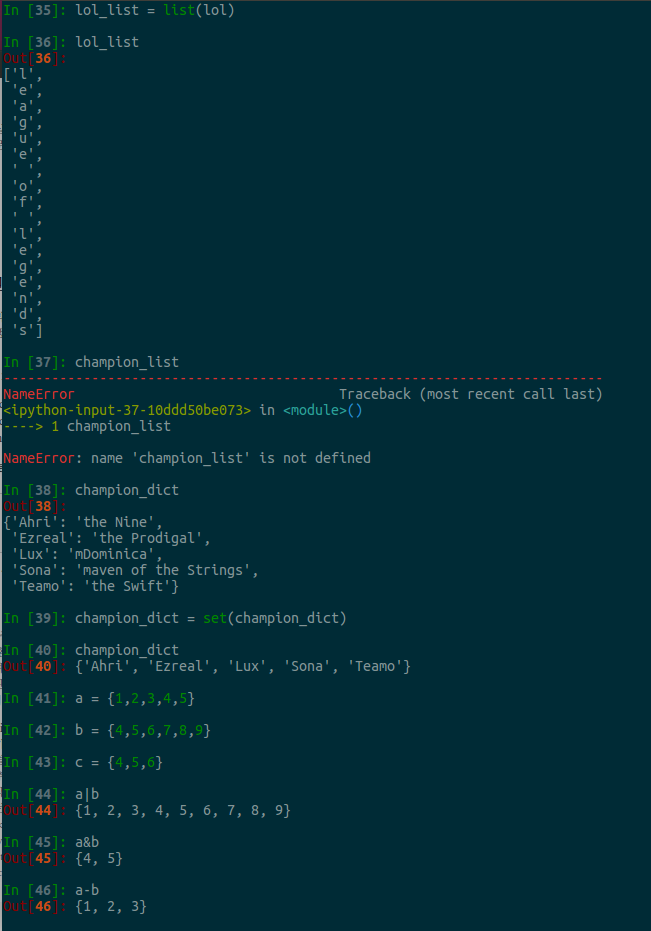 In [35]: lol_list = list(lol)
In [36]: lol_list
Out[36]:
['l',
'e',
'a',
'g',
'u',
'e',
' ',
'o',
'f',
' ',
'l',
'e',
'g',
'e',
'n',
'd',
's']
In [37]: champion_list
---------------------------------------------------------------------------
NameError                                 Traceback (most recent call last)
<ipython-input-37-10ddd50be073> in <module>()
----> 1 champion_list
NameError: name 'champion_list' is not defined
In [38]: champion_dict
Out[38]:
{'Ahri': 'the Nine',
'Ezreal': 'the Prodigal',
'Lux': 'mDominica',
'Sona': 'maven of the Strings',
'Teamo': 'the Swift'}
In [39]: champion_dict = set(champion_dict)
In [40]: champion_dict
Out[40]: {'Ahri', 'Ezreal', 'Lux', 'Sona', 'Teamo'}
In [41]: a = {1,2,3,4,5}
In [42]: b = {4,5,6,7,8,9}
In [43]: c = {4,5,6}
In [44]: a|b
Out[44]: {1, 2, 3, 4, 5, 6, 7, 8, 9}
In [45]: a&b
Out[45]: {4, 5}
In [46]: a-b
Out[46]: {1, 2, 3}